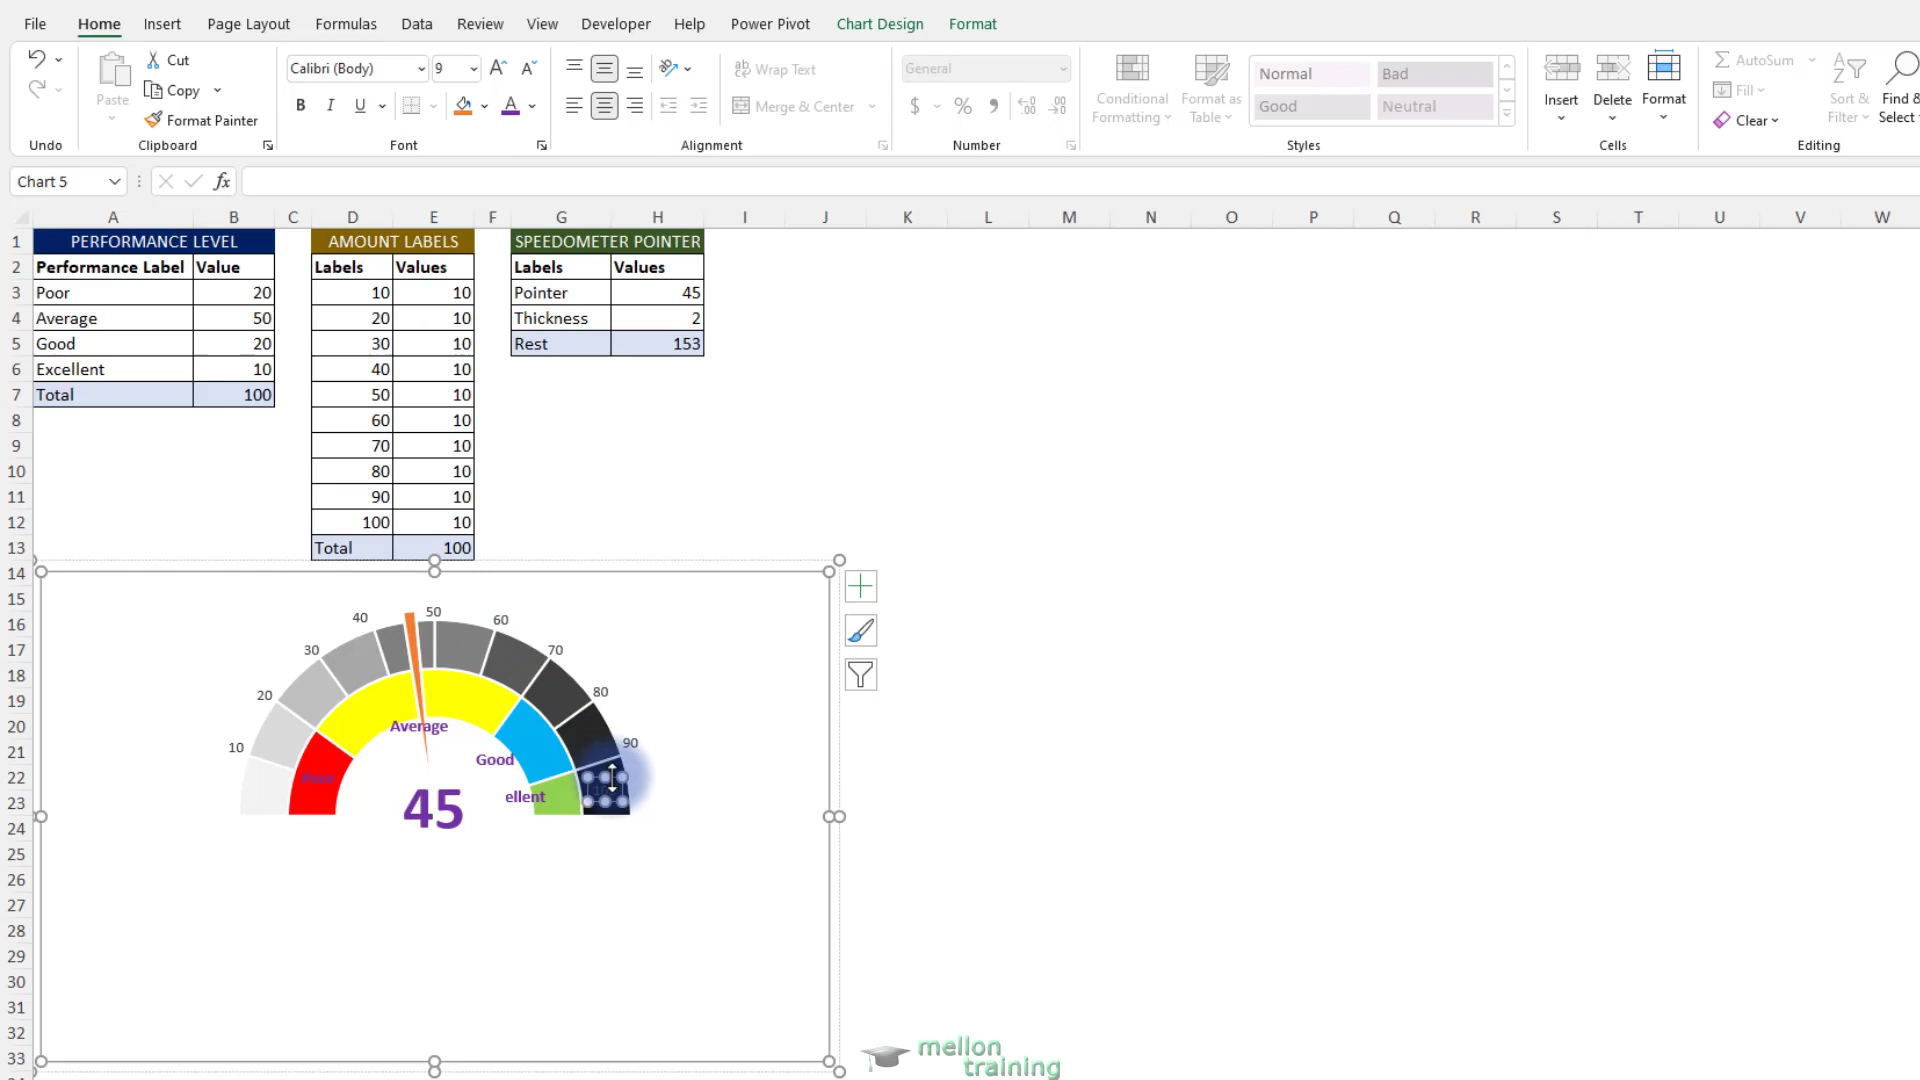 File Home Insert Page Layout Formulas Data Review View Developer Help Power Pivot Chart Design Format
Undo
Paste
Cut
Copy
Format Painter
Clipboard
Calibri (Body) 9
B I U A
Font
Wrap Text
Merge & Center
Alignment
General
$ %
Number
Conditional
Formatting
Format as
Table
Normal Bad
Good Neutral
Styles
Insert Delete Format
Cells
AutoSum
Fill
Clear
Sort &
Filter
Find &
Select
Editing
Chart 5 fx
A B C D E F G H I J K L M N O P Q R S T U V W
1 PERFORMANCE LEVEL AMOUNT LABELS SPEEDOMETER POINTER
2 Performance Label Value Labels Values Labels Values
3 Poor 20 10 10 Pointer 45
4 Average 50 20 10 Thickness 2
5 Good 20 30 10 Rest 153
6 Excellent 10 40 10
7 Total 100 50 10
8 60 10
9 70 10
10 80 10
11 90 10
12 100 10
13 Total 100
14
15
16
17
18
19
20
21
22
23
24
25
26
27
28
29
30
31
32
33
10
20
30
40
50
60
70
80
90
Poor
Average
Good
ellent
45
mellon
training